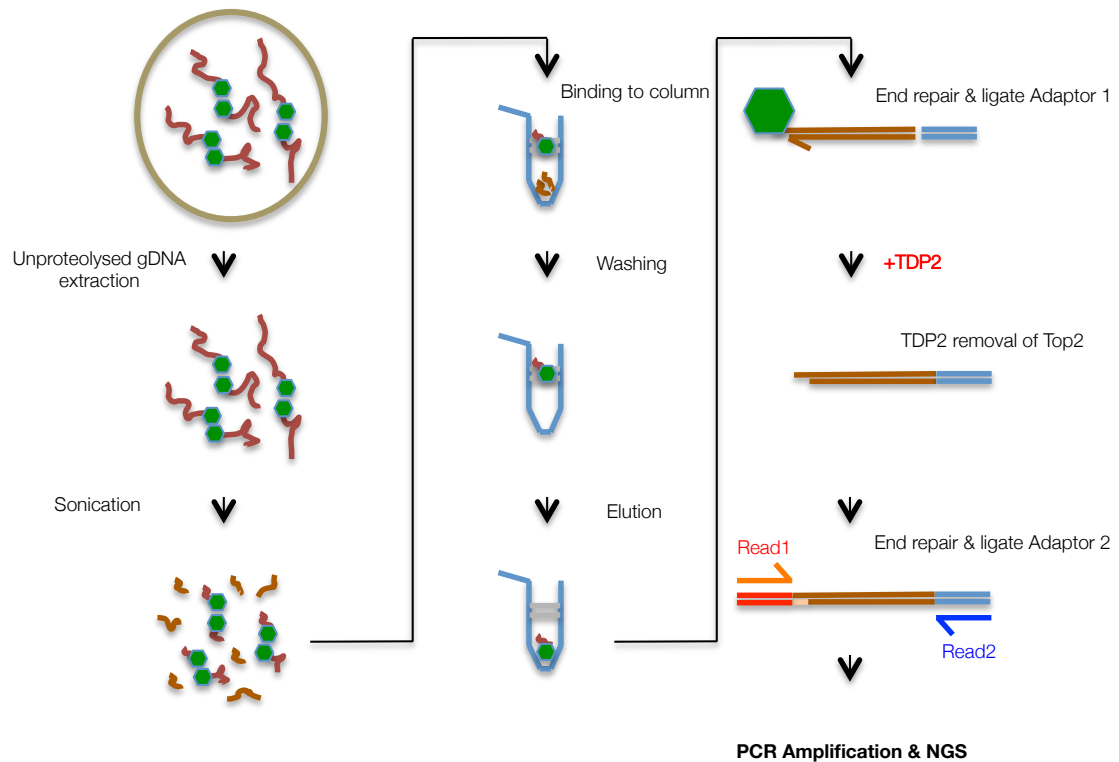 Unproteolysed gDNA
extraction
Sonication
Binding to column
Washing
Elution
End repair & ligate Adaptor 1
+TDP2
TDP2 removal of Top2
End repair & ligate Adaptor 2
Read1
Read2
PCR Amplification & NGS